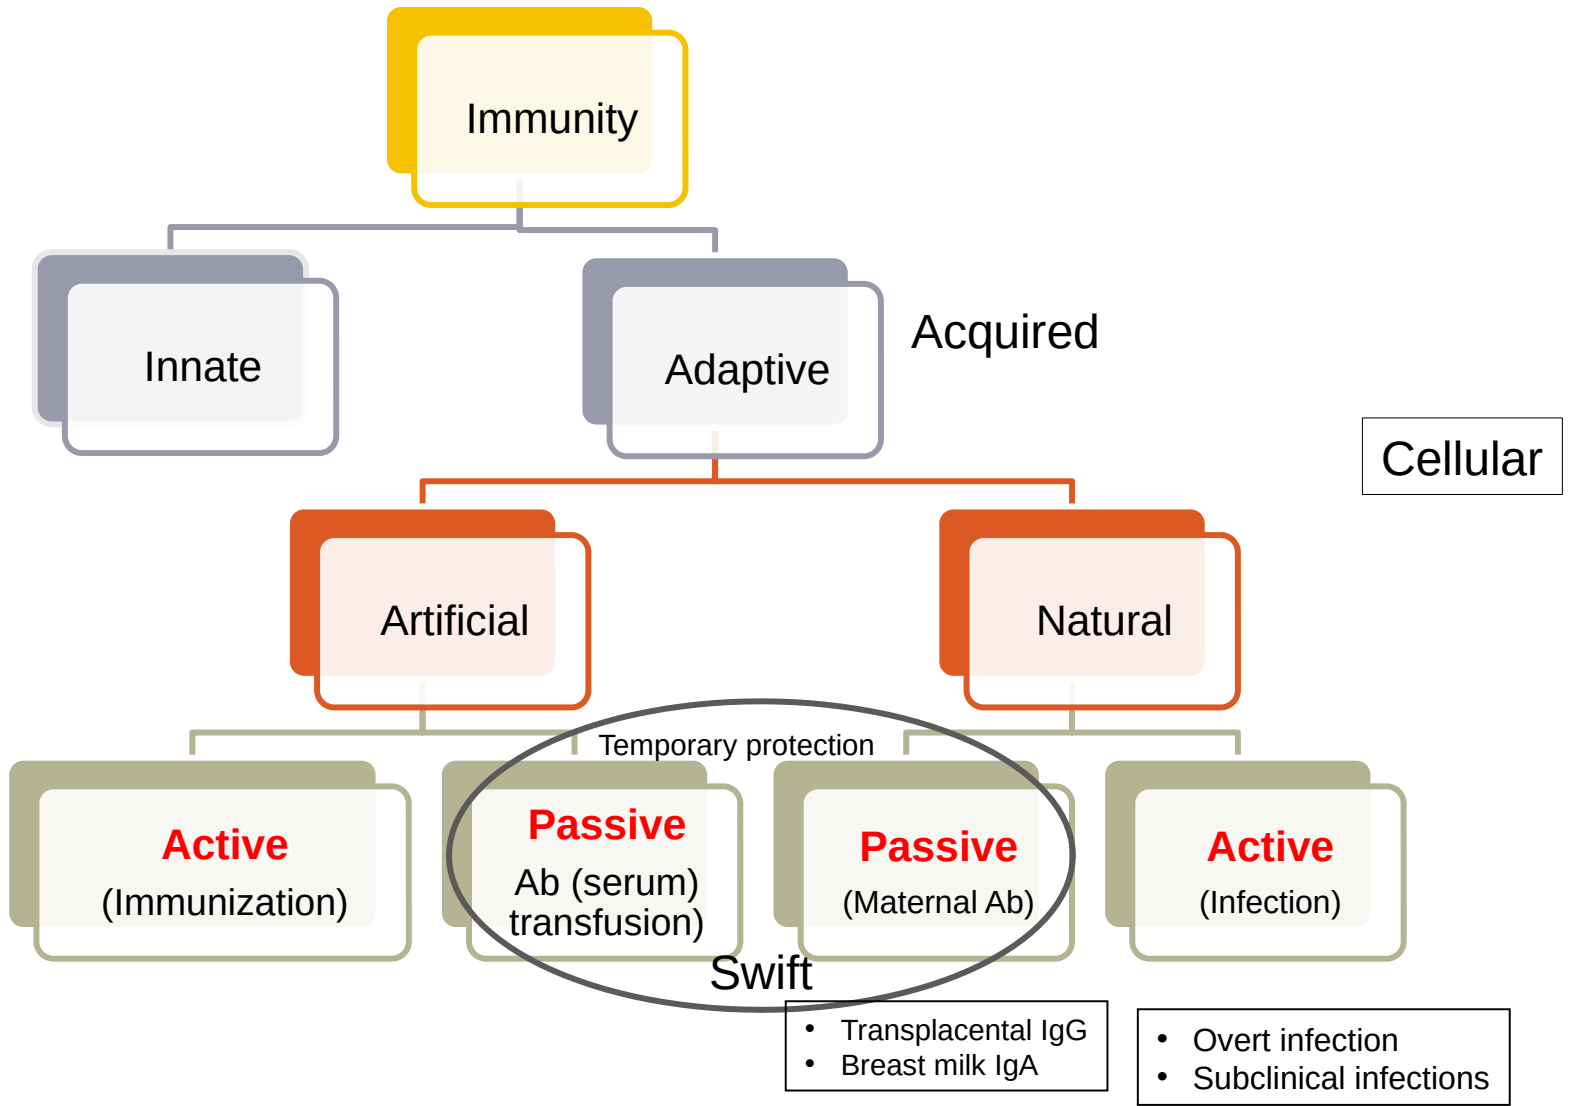 Immunity
Innate
Adaptive
Acquired
Cellular
Artificial
Natural
Temporary protection
Active
(Immunization)
Passive
Ab (serum)
transfusion)
Passive
(Maternal Ab)
Active
(Infection)
Swift
• Transplacental IgG
• Breast milk IgA
• Overt infection
• Subclinical infections